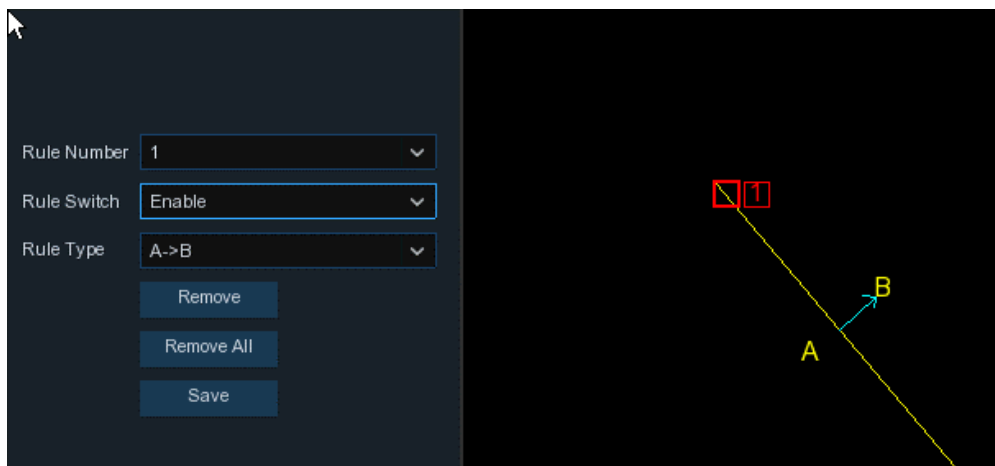 Rule Number 1
Rule Switch Enable
Rule Type A->B
Remove
Remove All
Save
1
B
A